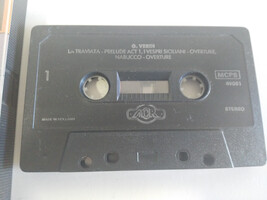 G. VERDI
La TRAVIATA - PRELUDE ACT 1, I VESPRI SICILIANI - OVERTURE,
NABUCCO - OVERTURE
1
MCPS
STEREO